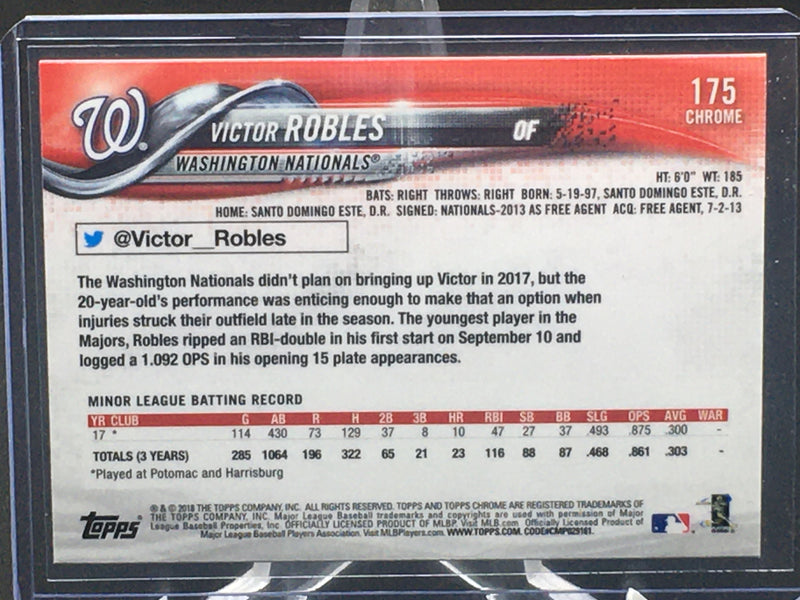 W.
VICTOR ROBLES OF
175
CHROME
WASHINGTON NATIONALS®
HT: 6'0" WT: 185
BATS: RIGHT THROWS: RIGHT BORN: 5-19-97, SANTO DOMINGO ESTE, D.R.
HOME: SANTO DOMINGO ESTE, D.R. SIGNED: NATIONALS-2013 AS FREE AGENT ACQ: FREE AGENT, 7-2-13
@Victor__Robles
The Washington Nationals didn't plan on bringing up Victor in 2017, but the
20-year-old's performance was enticing enough to make that an option when
injuries struck their outfield late in the season. The youngest player in the
Majors, Robles ripped an RBI-double in his first start on September 10 and
logged a 1.092 OPS in his opening 15 plate appearances.
MINOR LEAGUE BATTING RECORD
YR CLUB G AB R H 2B 3B HR RBI SB BB SLG OPS AVG WAR
17 * 114 430 73 129 37 8 10 47 27 37 .493 .875 .300 -
TOTALS (3 YEARS) 285 1064 196 322 65 21 23 116 88 87 .468 .861 .303 -
*Played at Potomac and Harrisburg
Topps
® & © 2018 THE TOPPS COMPANY, INC. ALL RIGHTS RESERVED. TOPPS AND TOPPS CHROME ARE REGISTERED TRADEMARKS OF
THE TOPPS COMPANY, INC. Major League Baseball trademarks and copyrights are used with permission of Major
League Baseball Properties, Inc. OFFICIALLY LICENSED PRODUCT OF MLBP. Visit MLB.com. Officially Licensed Product of
Major League Baseball Players Association. Visit MLBPlayers.com. WWW.TOPPS.COM. CODE#CMP029161.